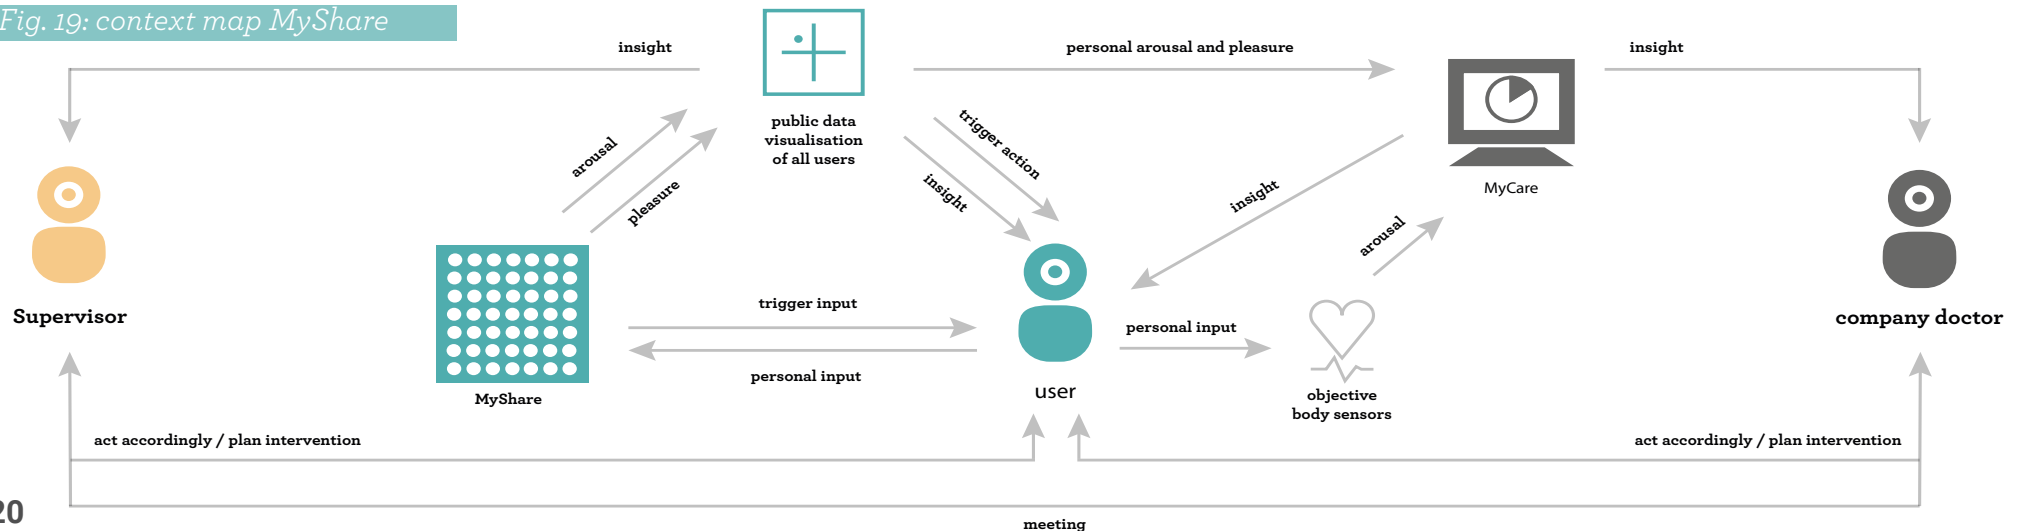 Fig. 19: context map MyShare
insight
personal arousal and pleasure
insight
public data
visualisation
of all users
trigger action
arousal
pleasure
insight
insight
MyCare
arousal
Supervisor
trigger input
personal input
company doctor
personal input
MyShare
user
objective
body sensors
act accordingly / plan intervention
act accordingly / plan intervention
20
meeting